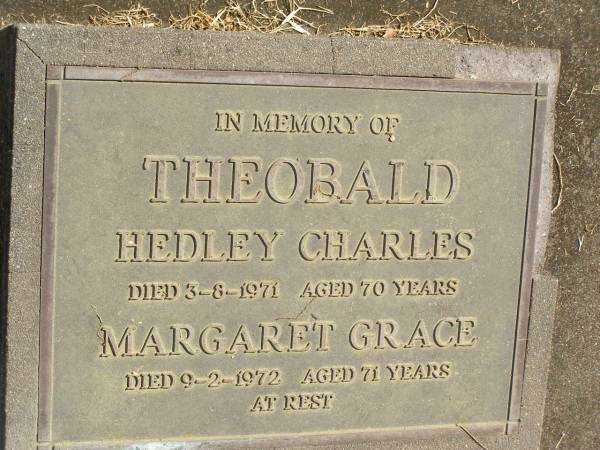 IN MEMORY OF
THEOBALD
HEDLEY CHARLES
DIED 3-8-1971 AGED 70 YEARS
MARGARET GRACE
DIED 9-2-1972 AGED 71 YEARS
AT REST